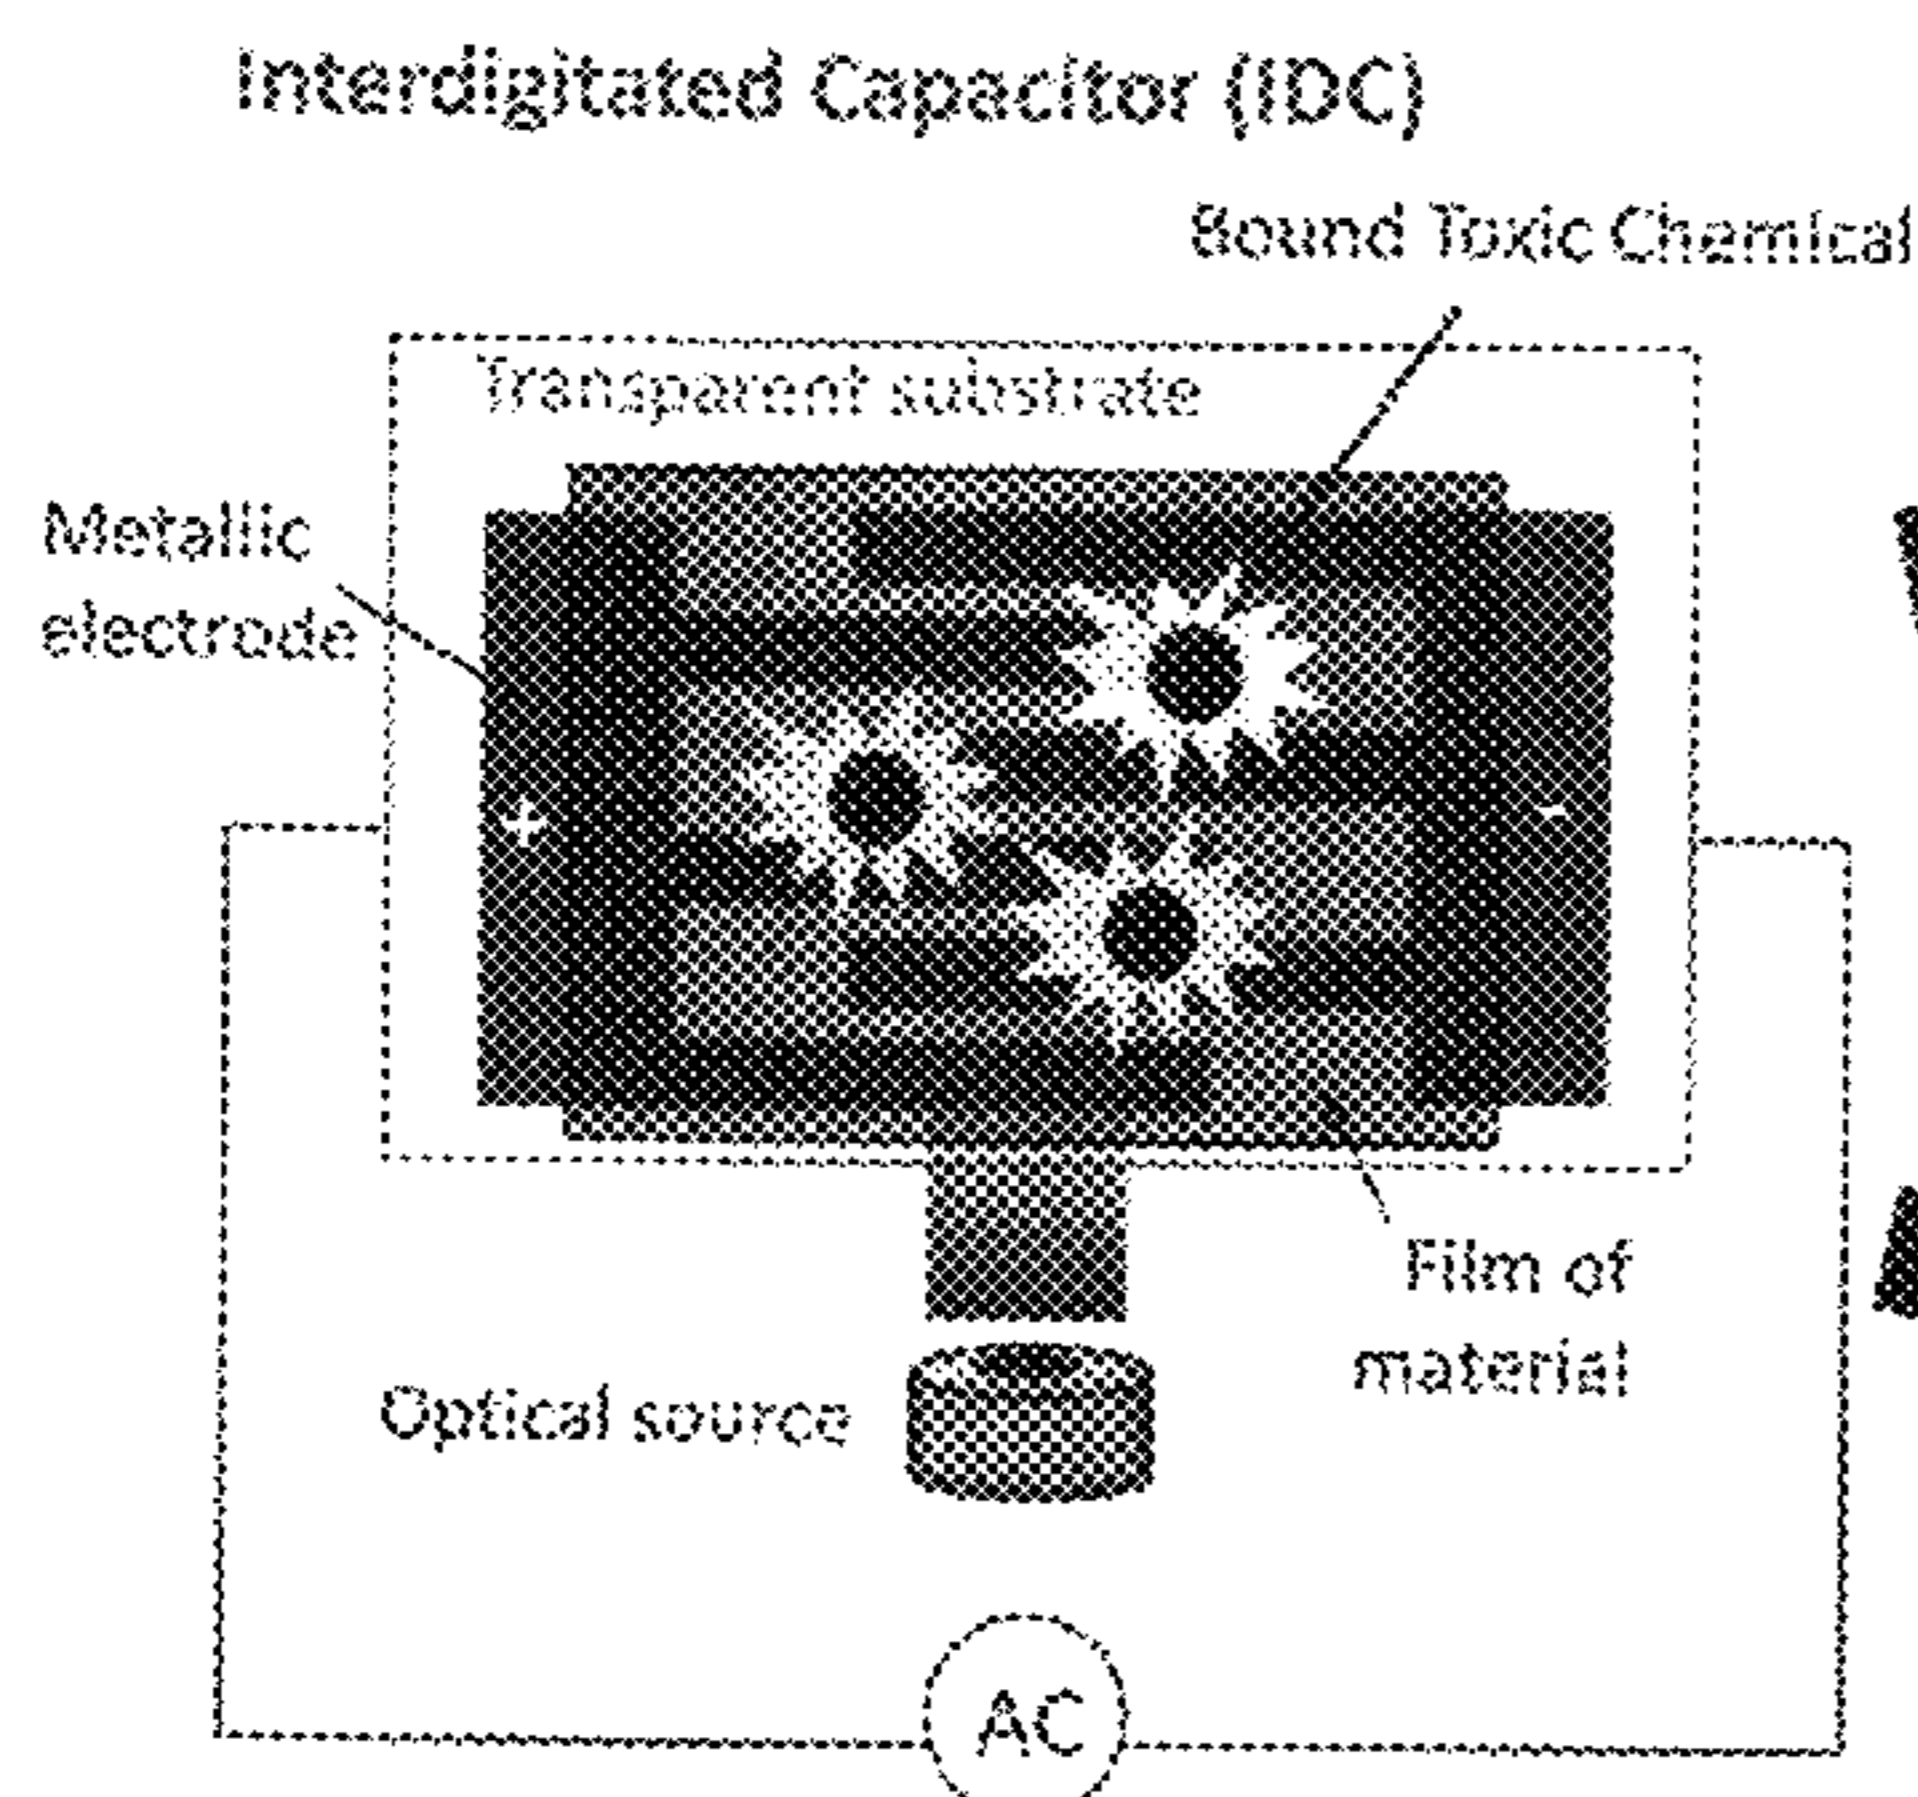 Interdigitated Capacitor (IDC)
Bound Toxic Chemical
Transparent substrate
Metallic
electrode
+
-
Film of
material
Optical source
AC